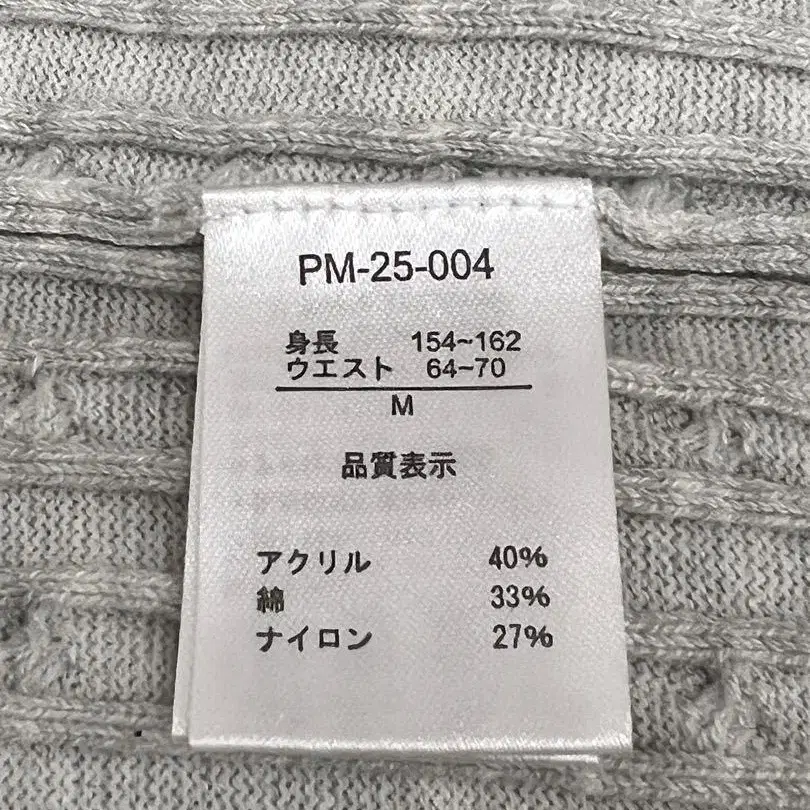 PM-25-004
身長 154~162
ウエスト 64~70
M
品質表示
アクリル 40%
綿 33%
ナイロン 27%